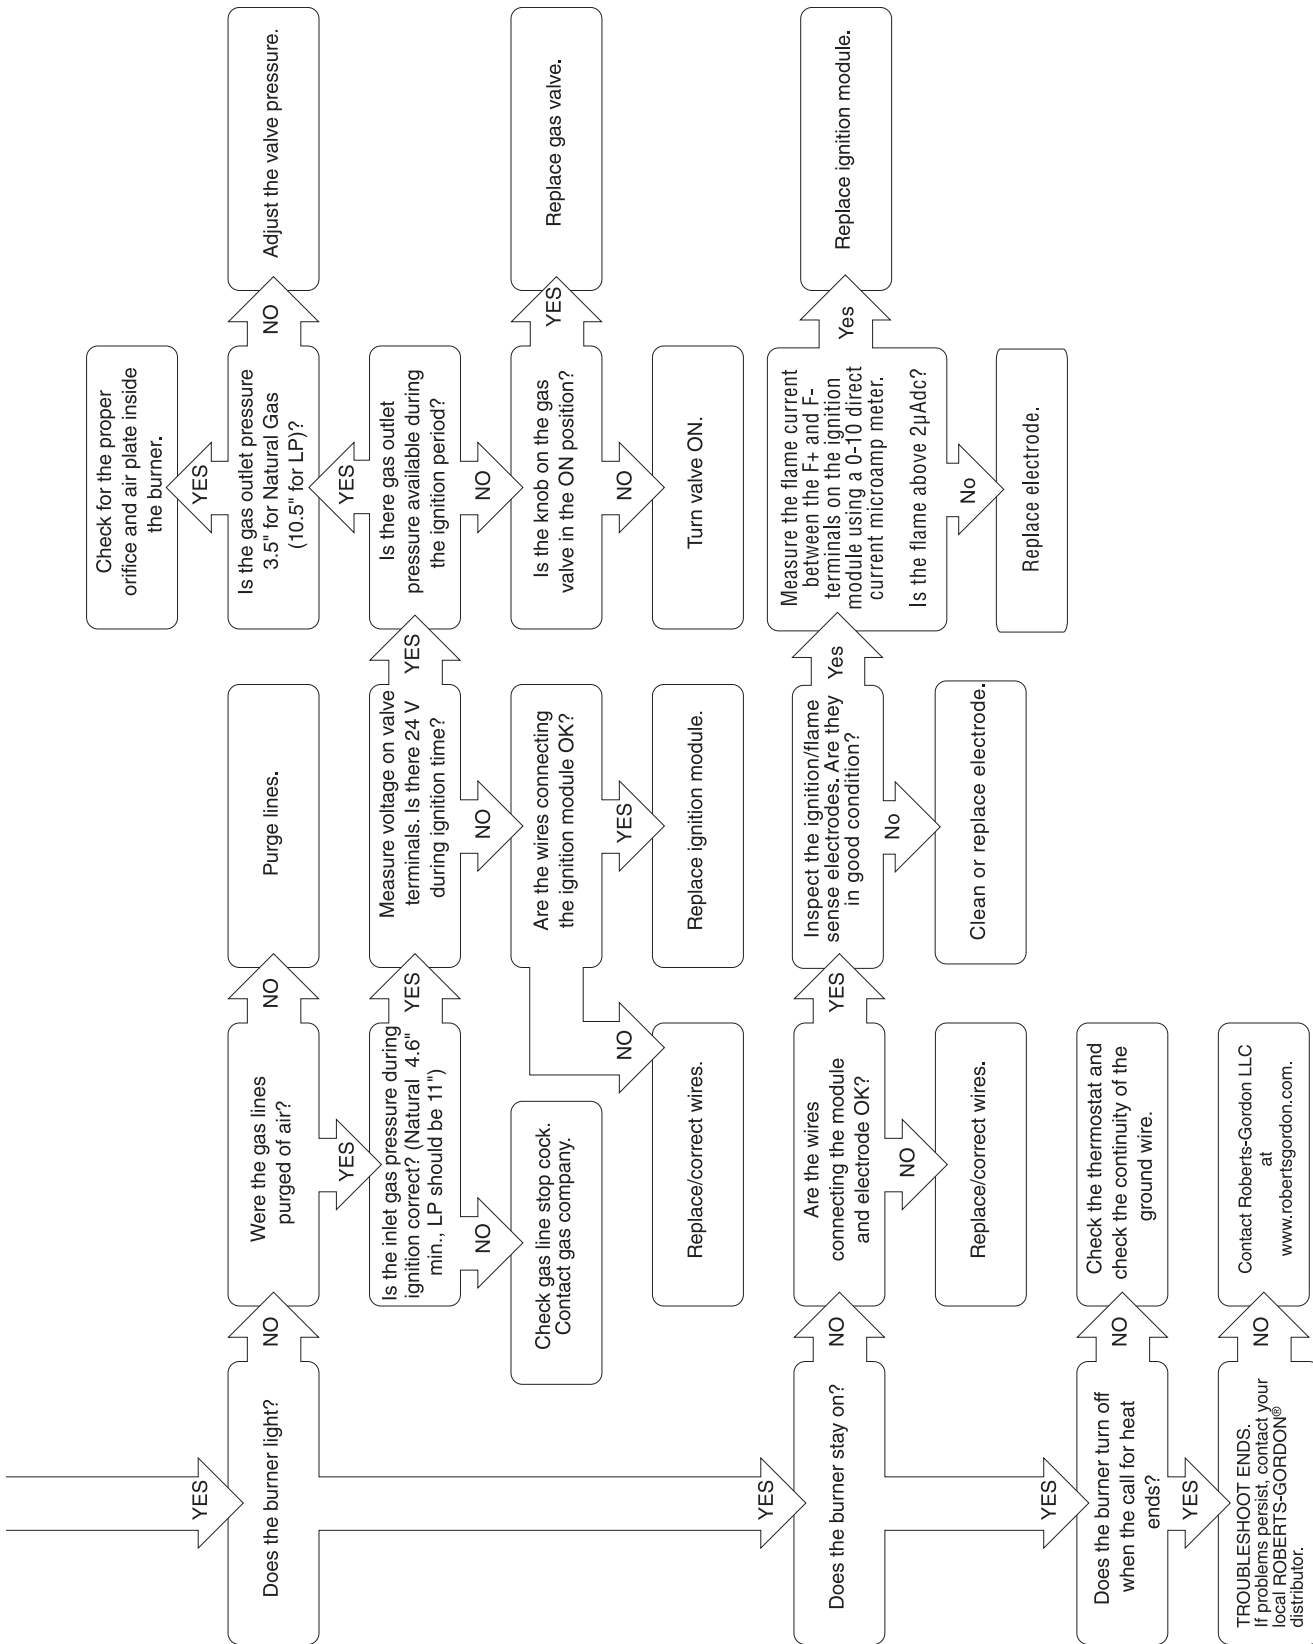 YES
Does the burner light?
NO
Were the gas lines
purged of air?
NO
Purge lines.
YES
Is the inlet gas pressure during
ignition correct? (Natural 4.6"
min., LP should be 11")
NO
Check gas line stop cock.
Contact gas company.
YES
Measure voltage on valve
terminals. Is there 24 V
during ignition time?
NO
Are the wires connecting
the ignition module OK?
NO
Replace/correct wires.
YES
Replace ignition module.
YES
Is there gas outlet
pressure available during
the ignition period?
YES
Is the gas outlet pressure
3.5" for Natural Gas
(10.5" for LP)?
YES
Check for the proper
orifice and air plate inside
the burner.
NO
Adjust the valve pressure.
NO
Is the knob on the gas
valve in the ON position?
YES
Replace gas valve.
NO
Turn valve ON.
YES
Does the burner stay on?
NO
Are the wires
connecting the module
and electrode OK?
NO
Replace/correct wires.
YES
Inspect the ignition/flame
sense electrodes. Are they
in good condition?
No
Clean or replace electrode.
Yes
Measure the flame current
between the F+ and F-
terminals on the ignition
module using a 0-10 direct
current microamp meter.
Is the flame above 2µAdc?
Yes
Replace ignition module.
No
Replace electrode.
YES
Does the burner turn off
when the call for heat
ends?
NO
Check the thermostat and
check the continuity of the
ground wire.
YES
TROUBLESHOOT ENDS.
If problems persist, contact your
local ROBERTS-GORDON®
distributor.
NO
Contact Roberts-Gordon LLC
at
www.robertsgordon.com.